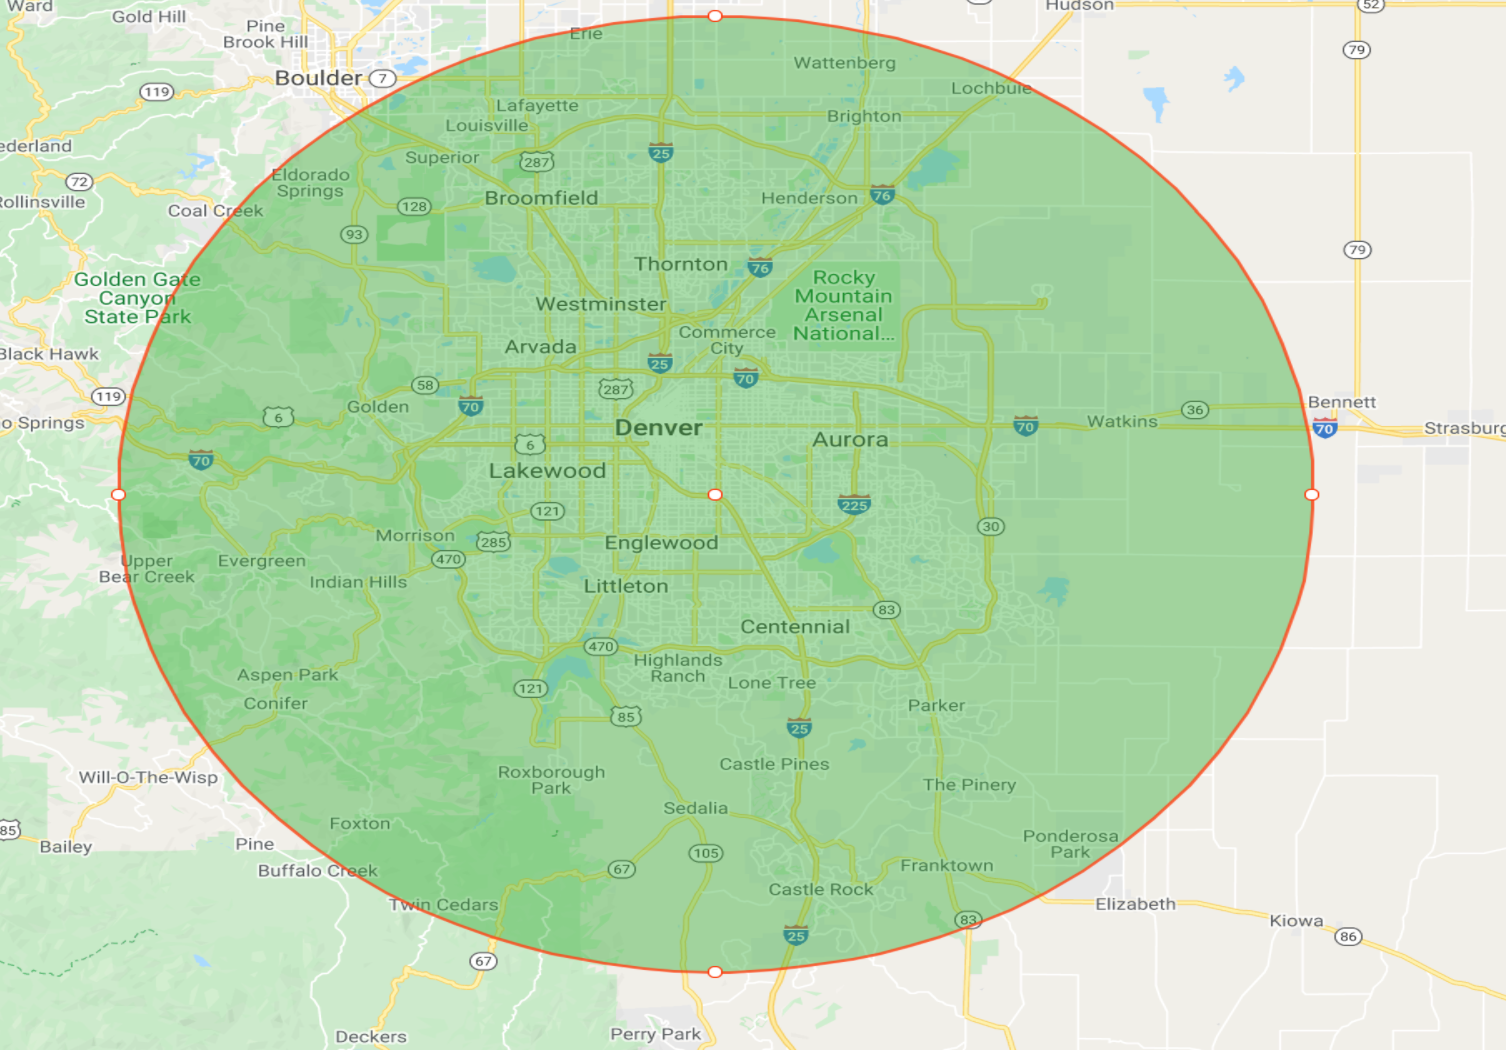 Ward
Gold Hill
Hudson
52
Pine
Brook Hill
Erie
79
Boulder
7
Wattenberg
119
Lochbuie
Lafayette
Brighton
Louisville
ederland
25
Superior
287
Eldorado
Springs
72
76
Rollinsville
Broomfield
Henderson
128
Coal Creek
93
79
Thornton
76
Golden Gate
Canyon
State Park
Rocky
Mountain
Arsenal
National...
Westminster
Commerce
City
Arvada
Black Hawk
25
70
58
287
119
Golden
70
6
36
Bennett
o Springs
Denver
70
Watkins
70
Strasburg
Aurora
6
70
Lakewood
225
121
30
Morrison
285
Englewood
470
Upper
Bear Creek
Evergreen
Indian Hills
Littleton
83
Centennial
470
Highlands
Ranch
Aspen Park
Lone Tree
121
Conifer
Parker
85
25
Castle Pines
Will-O-The-Wisp
Roxborough
Park
The Pinery
Sedalia
Foxton
85
Ponderosa
Park
Bailey
Pine
105
Buffalo Creek
67
Franktown
Castle Rock
Twin Cedars
Elizabeth
83
Kiowa
25
86
67
Deckers
Perry Park